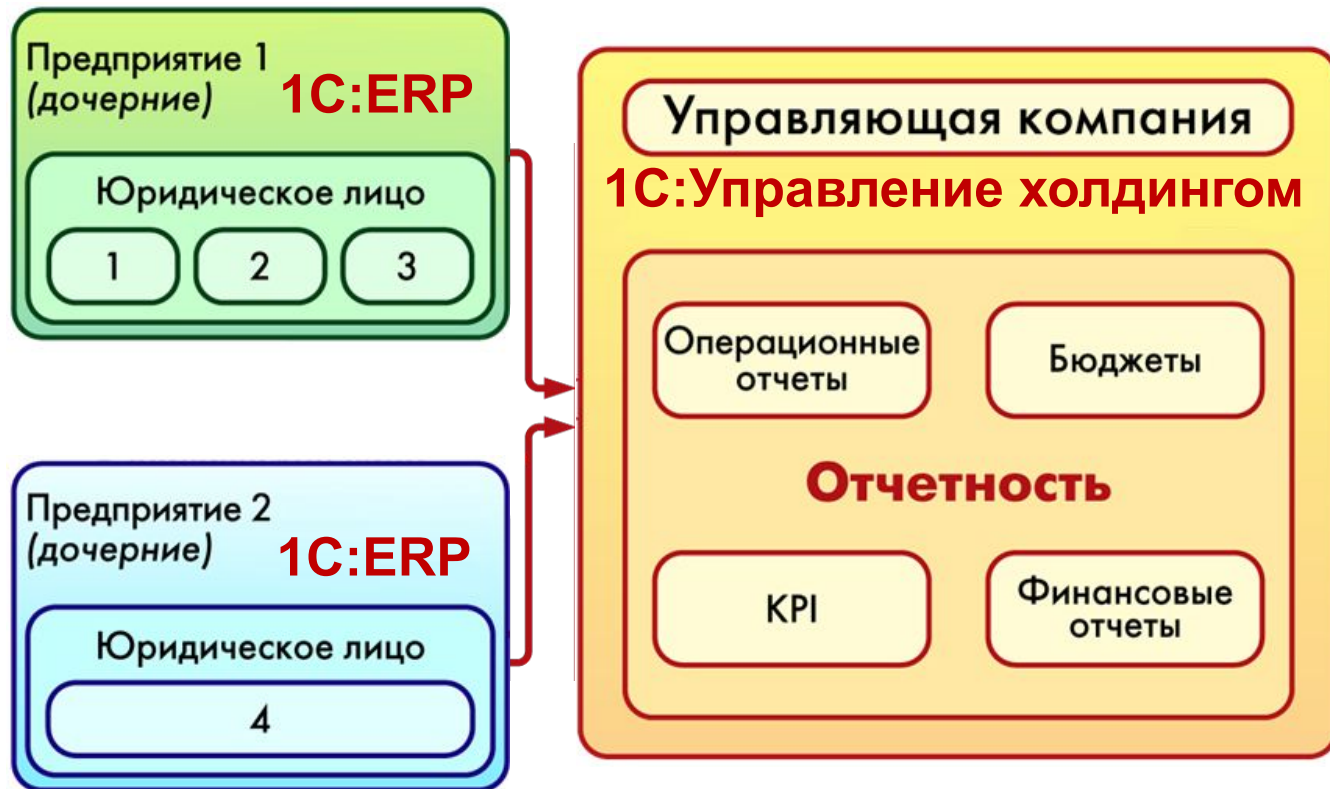 Предприятие 1
(дочерние)
1С:ERP
Юридическое лицо
1
2
3
Предприятие 2
(дочерние)
1С:ERP
Юридическое лицо
4
Управляющая компания
1С:Управление холдингом
Операционные
отчеты
Бюджеты
Отчетность
KPI
Финансовые
отчеты